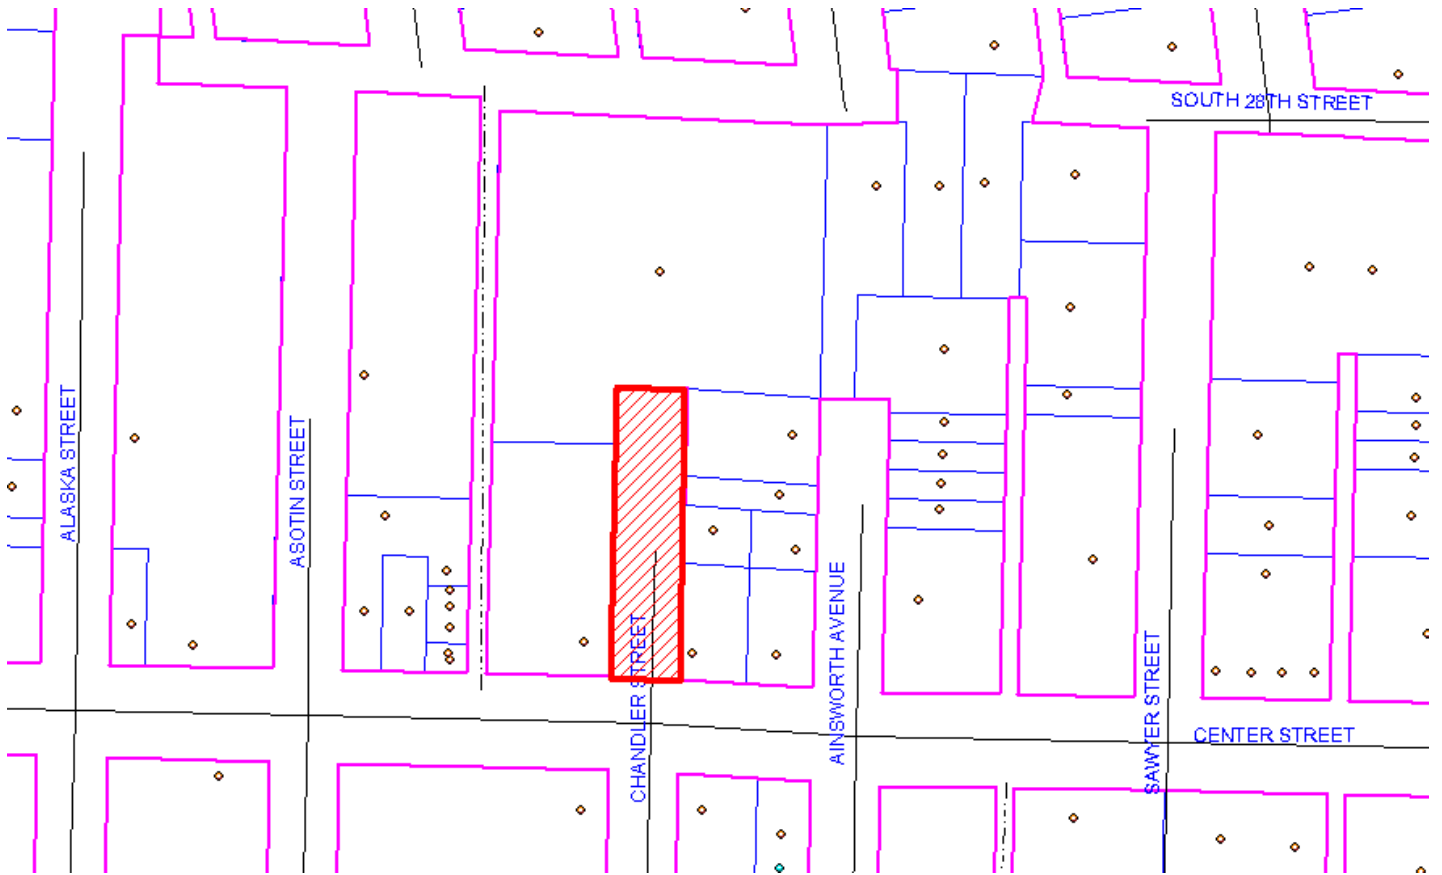 SOUTH 28TH STREET
ALASKA STREET
ASOTIN STREET
CHANDLER STREET
AINSWORTH AVENUE
SAWYER STREET
CENTER STREET